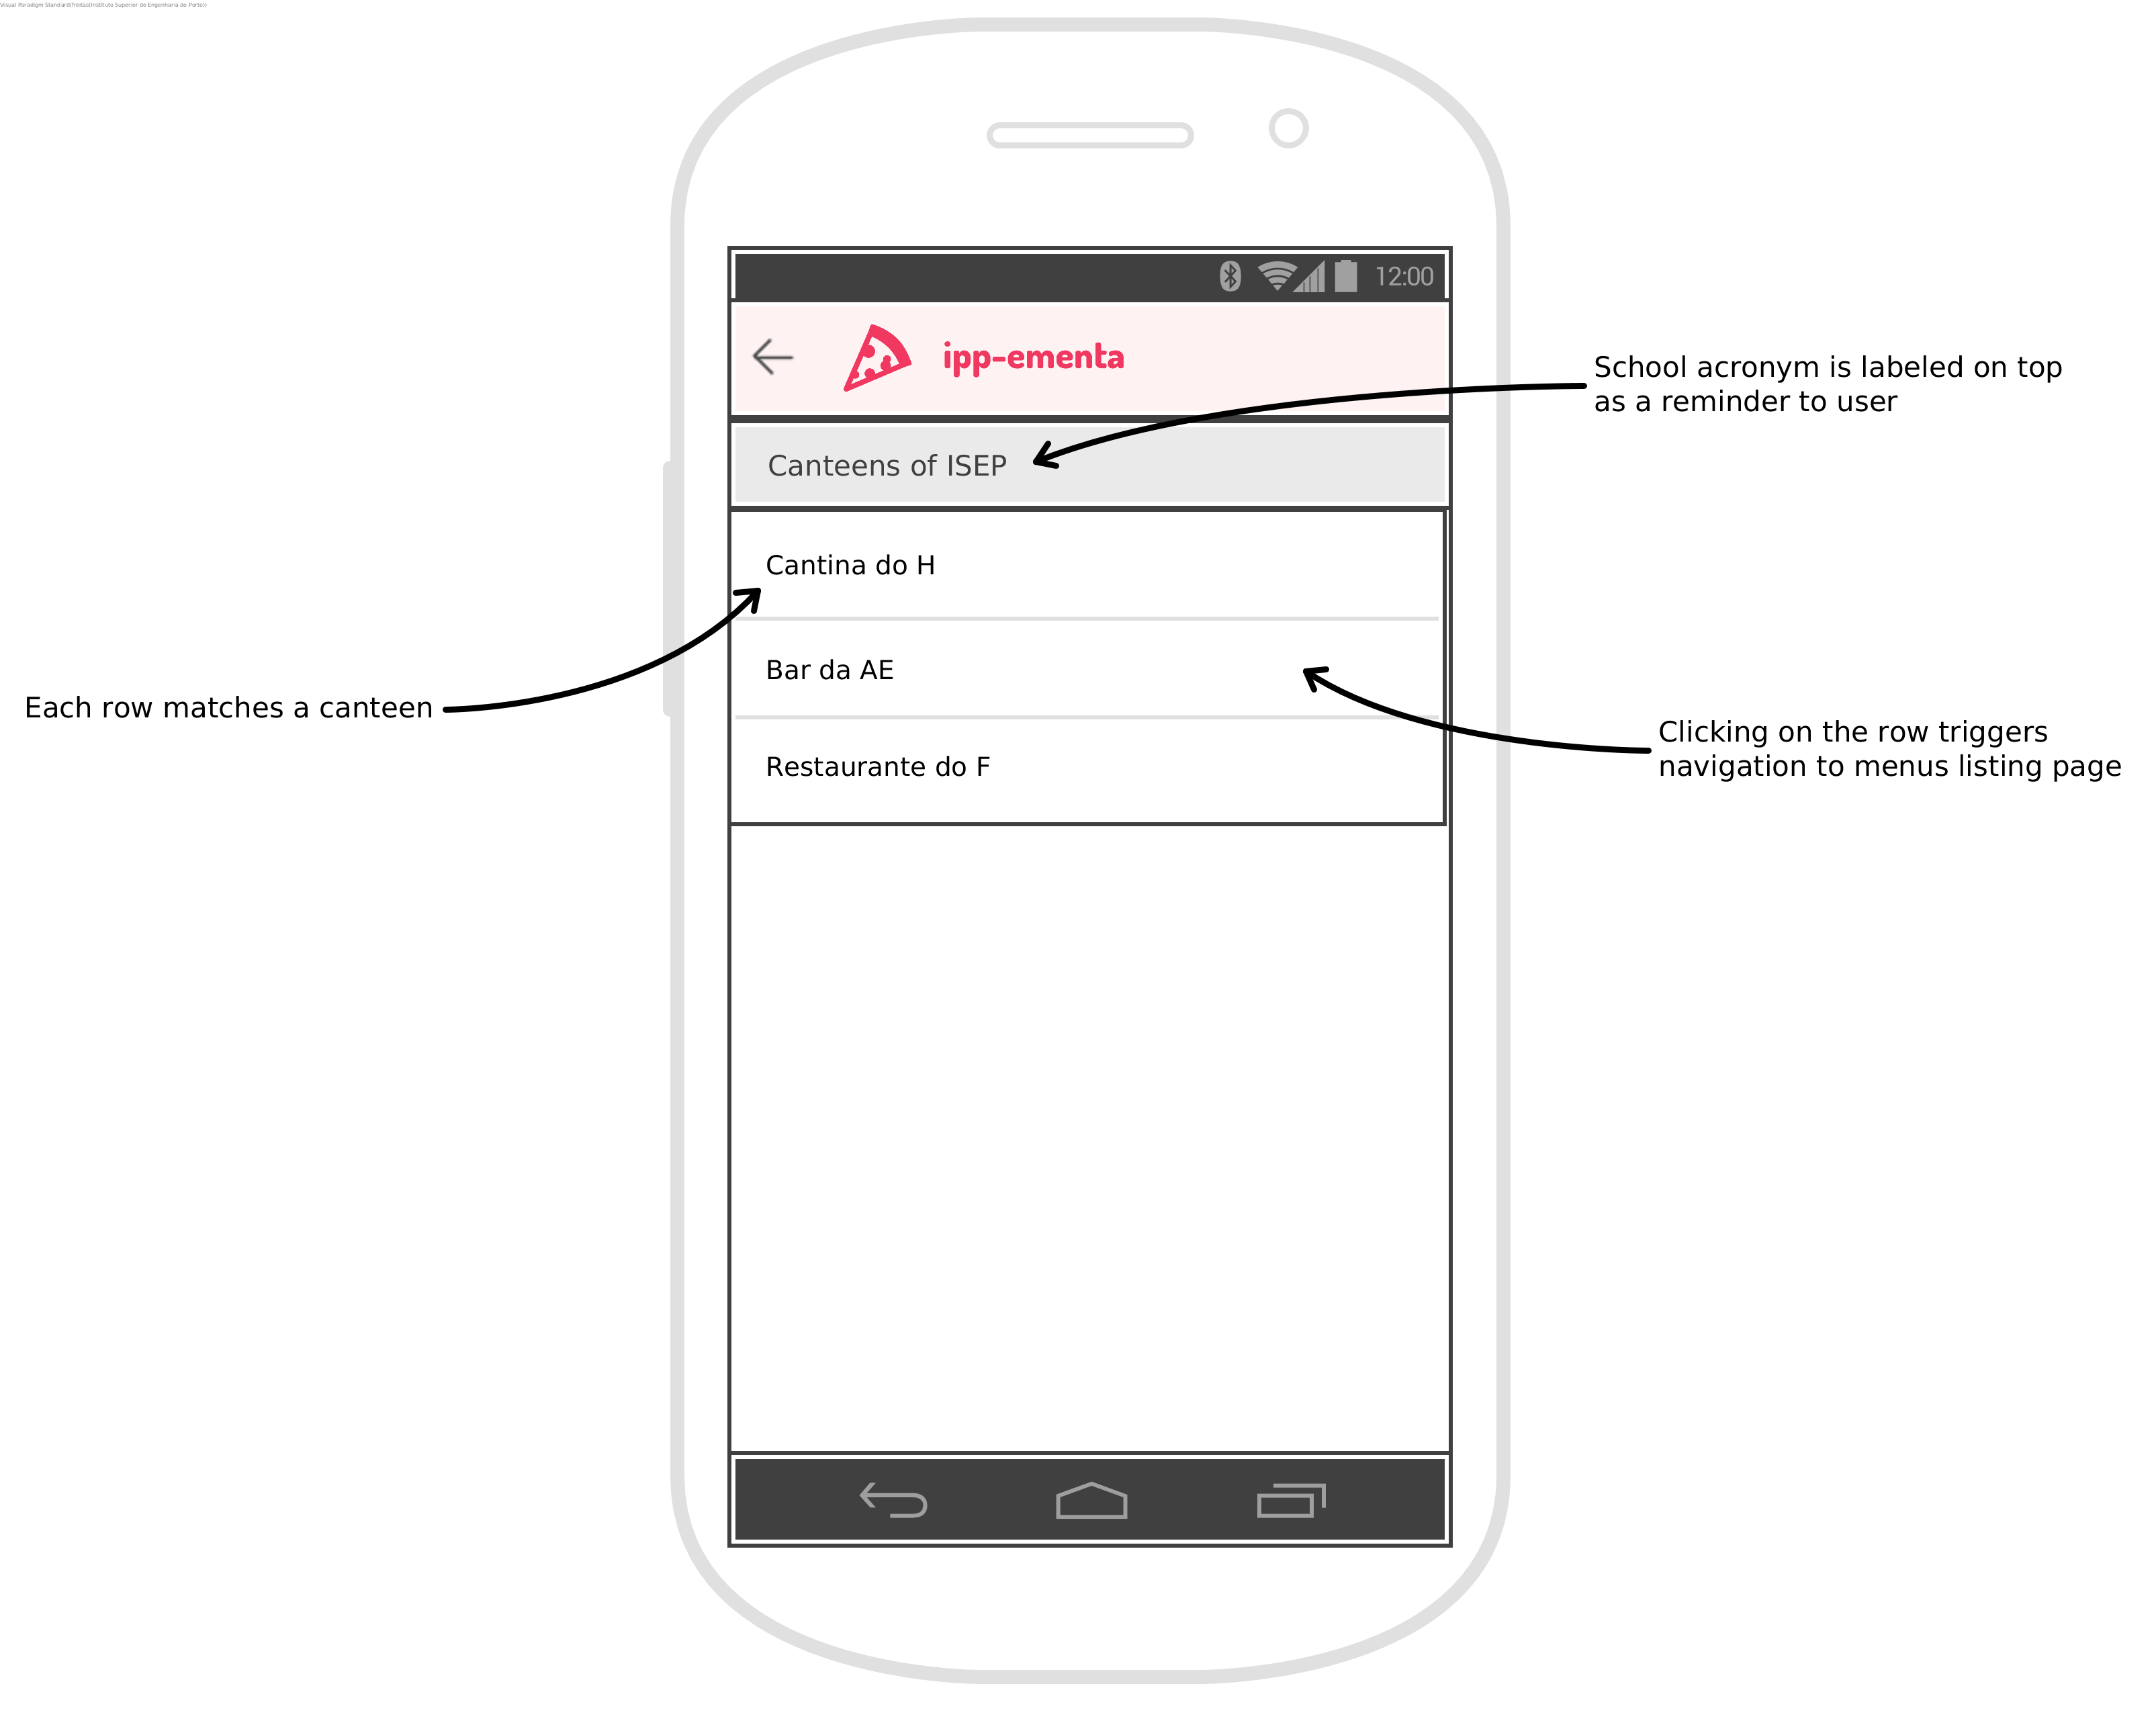 Visual Paradigm Standard(freitas(Instituto Superior de Engenharia do Porto))
12:00
ipp-ementa
School acronym is labeled on top
as a reminder to user
Canteens of ISEP
Cantina do H
Bar da AE
Each row matches a canteen
Clicking on the row triggers
navigation to menus listing page
Restaurante do F